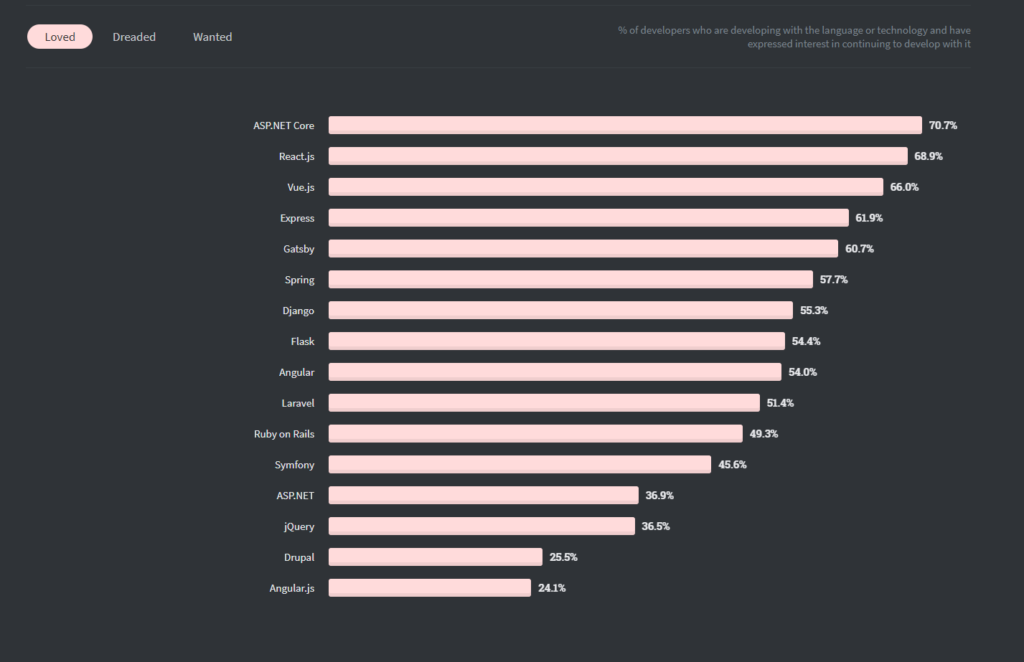 Loved Dreaded Wanted
% of developers who are developing with the language or technology and have
expressed interest in continuing to develop with it
ASP.NET Core 70.7%
React.js 68.9%
Vue.js 66.0%
Express 61.9%
Gatsby 60.7%
Spring 57.7%
Django 55.3%
Flask 54.4%
Angular 54.0%
Laravel 51.4%
Ruby on Rails 49.3%
Symfony 45.6%
ASP.NET 36.9%
jQuery 36.5%
Drupal 25.5%
Angular.js 24.1%